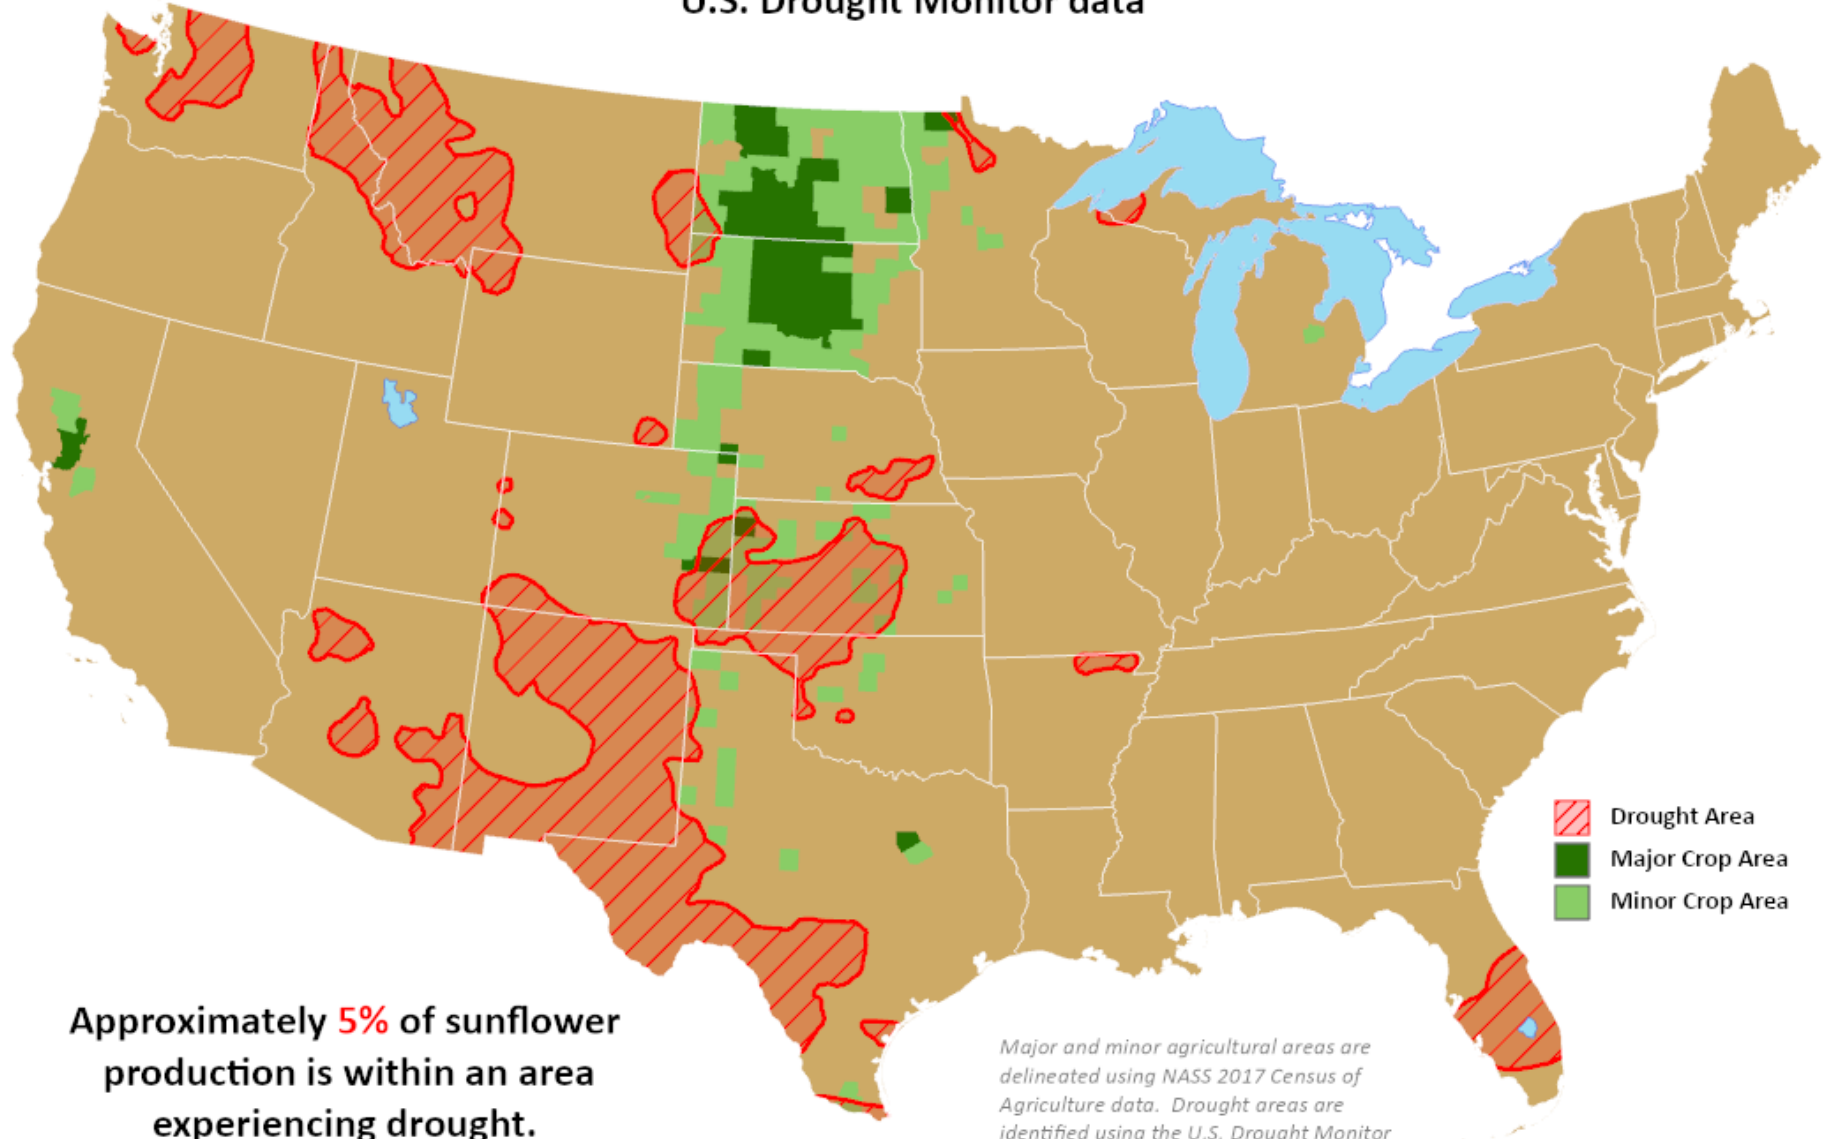 U.S. Drought Monitor data
Drought Area
Major Crop Area
Minor Crop Area
Approximately 5% of sunflower
production is within an area
experiencing drought.
Major and minor agricultural areas are
delineated using NASS 2017 Census of
Agriculture data. Drought areas are
identified using the U.S. Drought Monitor